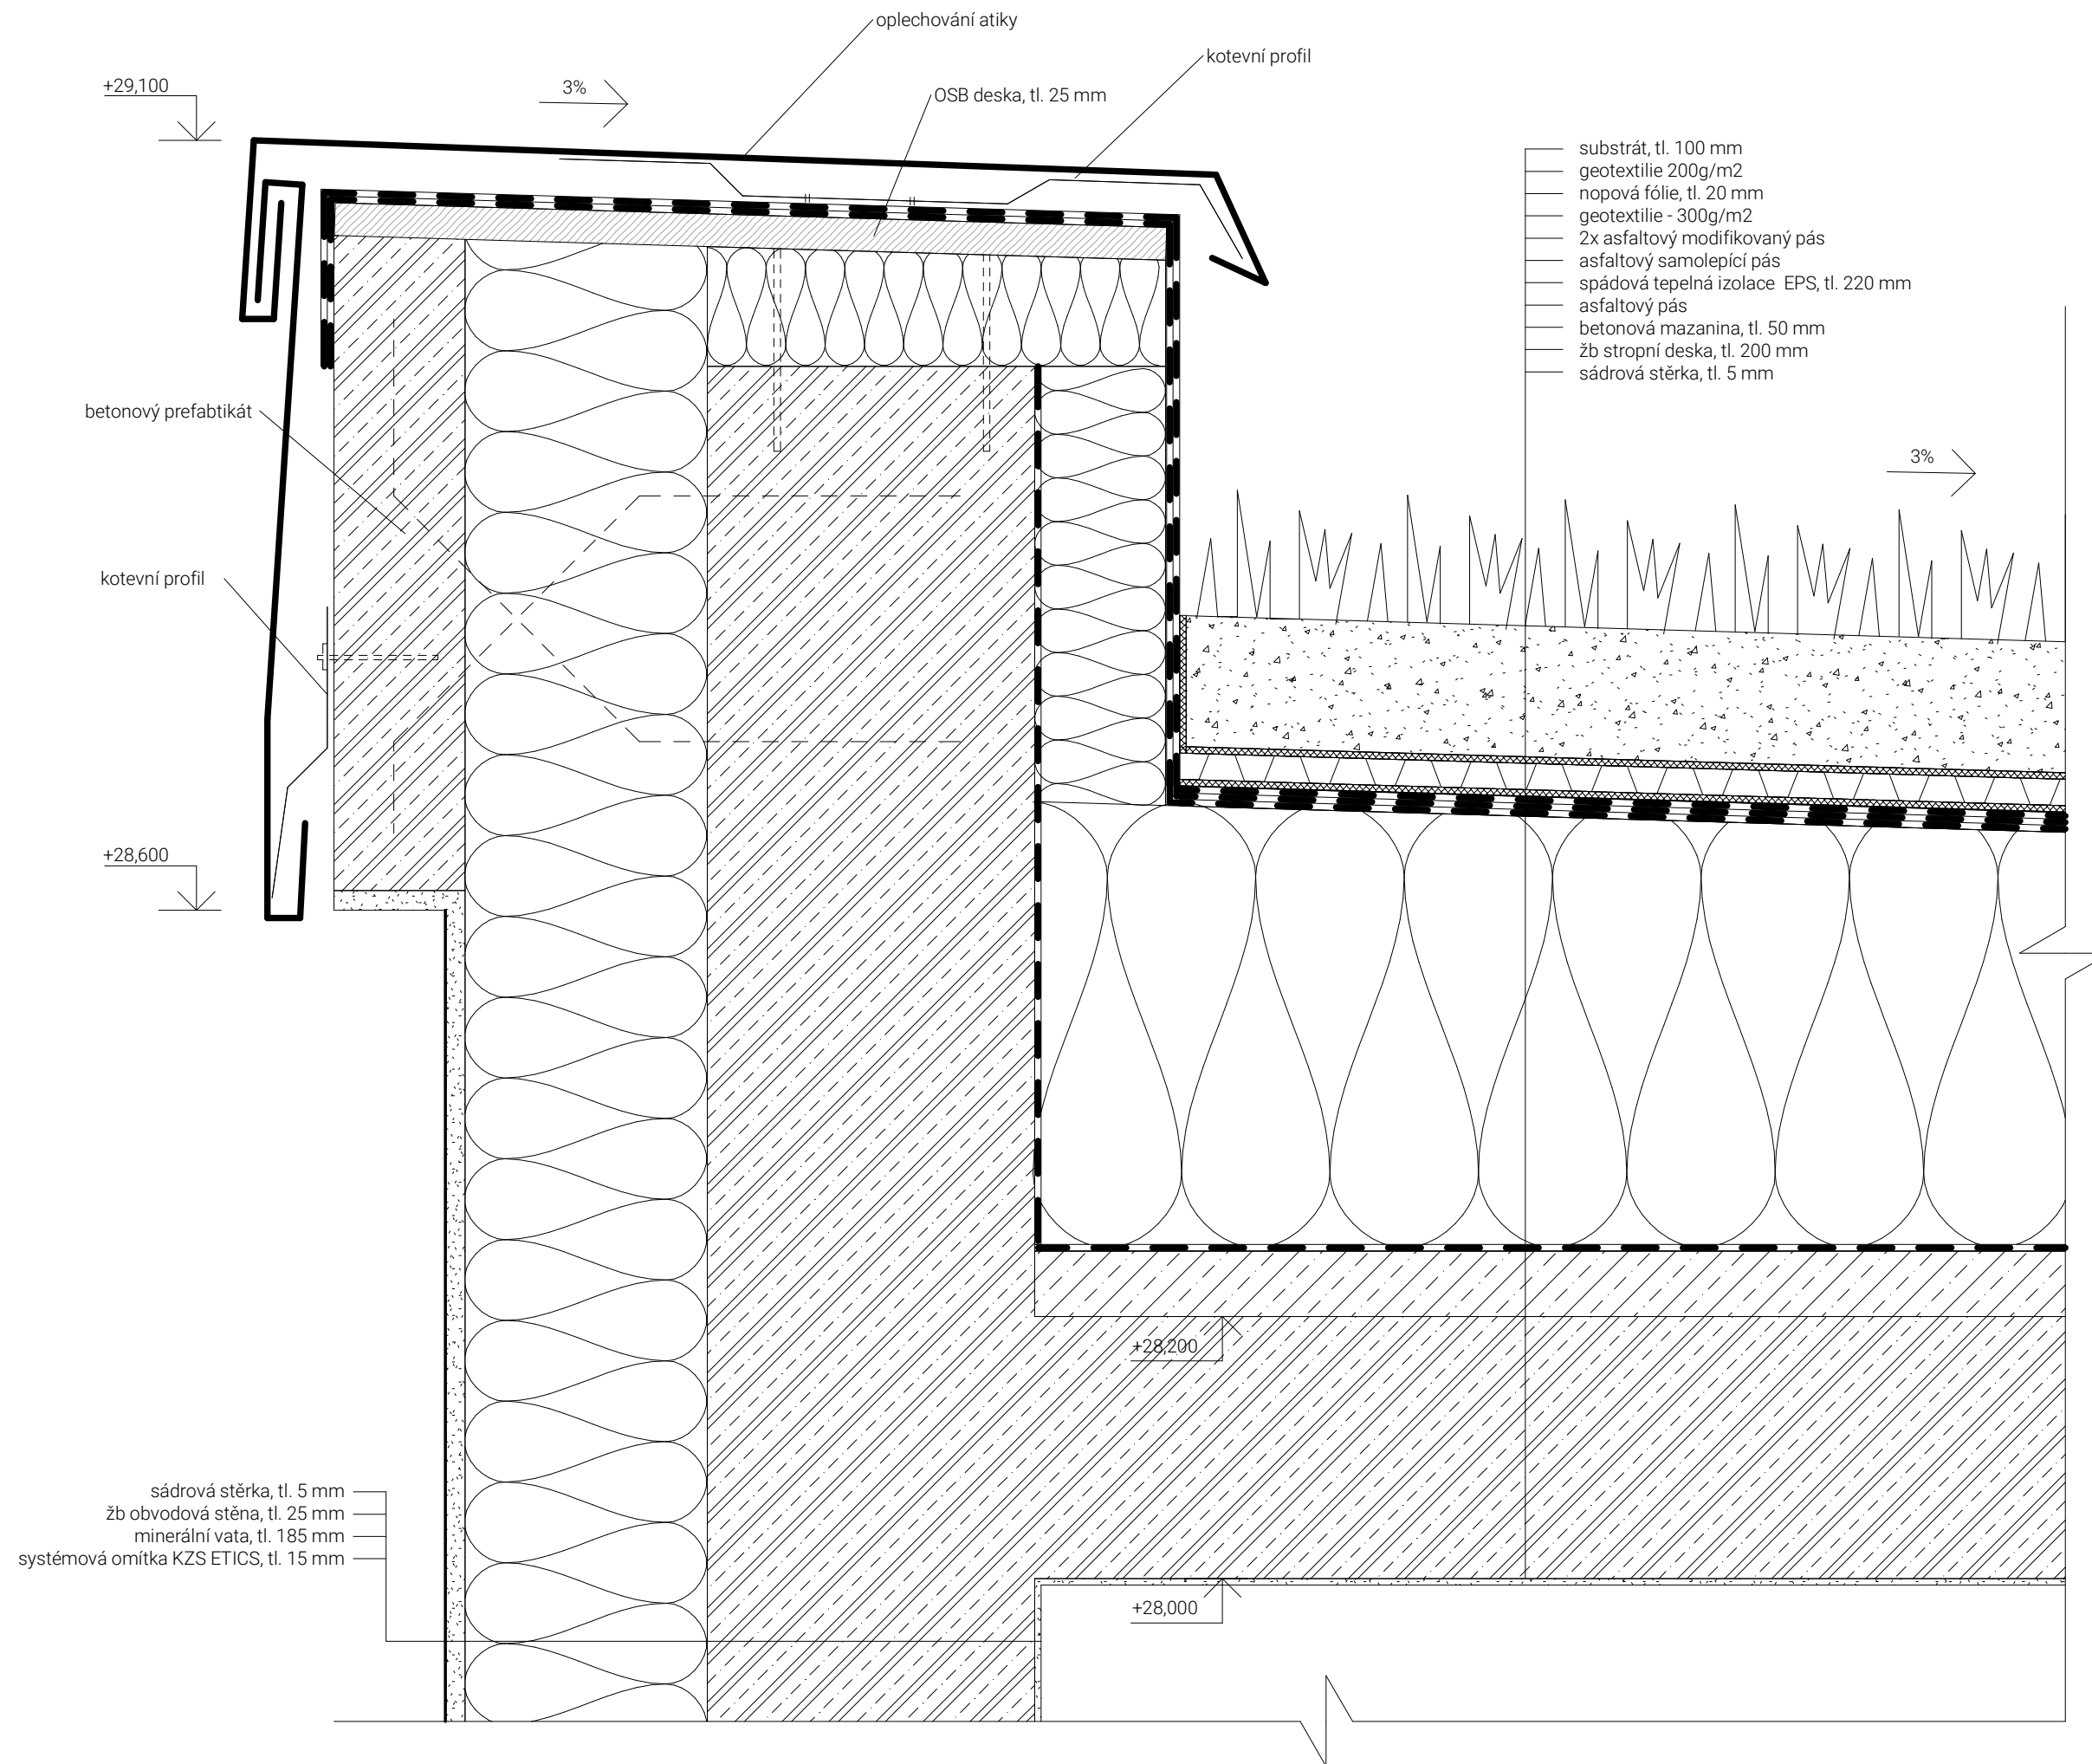 oplechování atiky
kotevní profil
+29,100
3%
OSB deska, tl. 25 mm
substrát, tl. 100 mm
geotextilie 200g/m2
nopová fólie, tl. 20 mm
geotextilie - 300g/m2
2x asfaltový modifikovaný pás
asfaltový samolepící pás
spádová tepelná izolace  EPS, tl. 220 mm
asfaltový pás
betonová mazanina, tl. 50 mm
žb stropní deska, tl. 200 mm
sádrová stěrka, tl. 5 mm
betonový prefabtikát
3%
kotevní profil
+28,600
+28,200
sádrová stěrka, tl. 5 mm
žb obvodová stěna, tl. 25 mm
minerální vata, tl. 185 mm
systémová omítka KZS ETICS, tl. 15 mm
+28,000